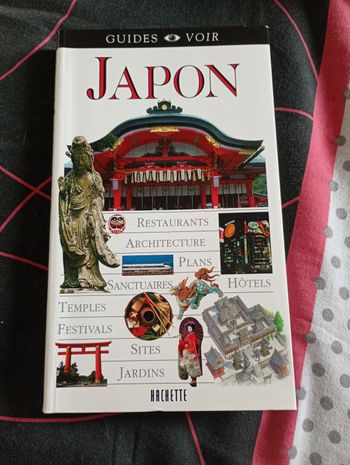 GUIDES VOIR
JAPON
RESTAURANTS
ARCHITECTURE
PLANS
SANCTUAIRES HÔTELS
TEMPLES
FESTIVALS
SITES
JARDINS
HACHETTE